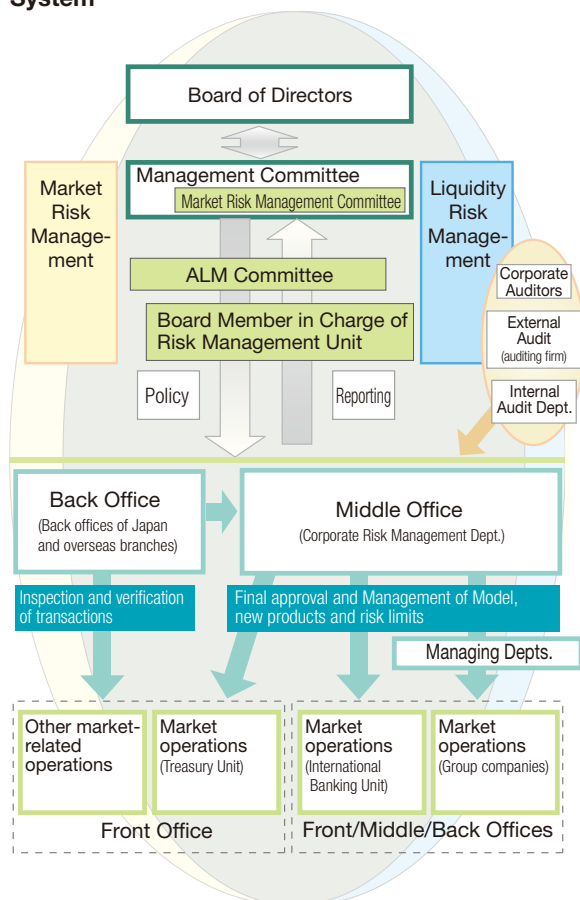 System
Board of Directors
Management Committee
Market Risk Management Committee
Market
Risk
Manage-
ment
Liquidity
Risk
Manage-
ment
ALM Committee
Board Member in Charge of
Risk Management Unit
Corporate
Auditors
External
Audit
(auditing firm)
Internal
Audit Dept.
Policy
Reporting
Back Office
(Back offices of Japan
and overseas branches)
Middle Office
(Corporate Risk Management Dept.)
Inspection and verification
of transactions
Final approval and Management of Model,
new products and risk limits
Managing Depts.
Other market-
related
operations
Market
operations
(Treasury Unit)
Market
operations
(International
Banking Unit)
Market
operations
(Group companies)
Front Office
Front/Middle/Back Offices